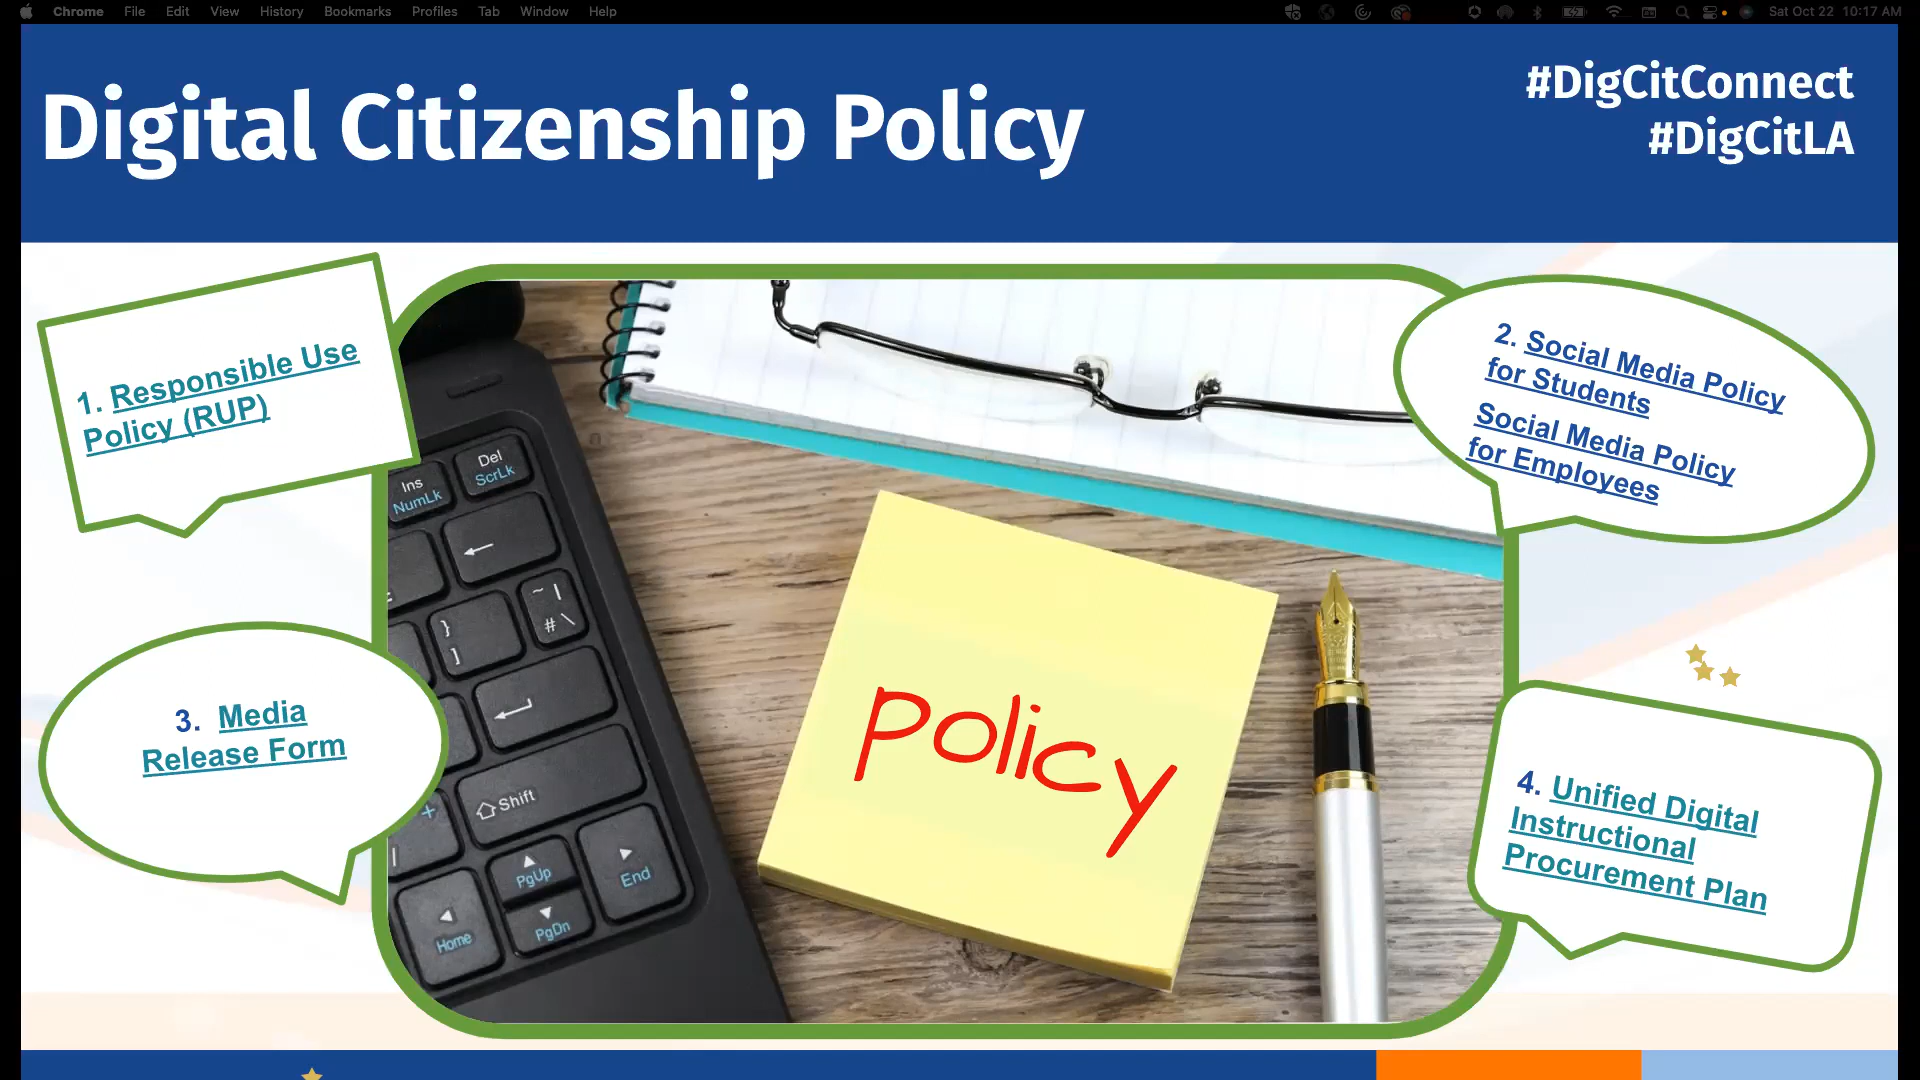 Chrome File Edit View History Bookmarks Profiles Tab Window Help
Sat Oct 22 10:17 AM
Digital Citizenship Policy
#DigCitConnect
#DigCitLA
1. Responsible Use
Policy (RUP)
2. Social Media Policy
for Students
Social Media Policy
for Employees
3. Media
Release Form
4. Unified Digital
Instructional
Procurement Plan
policy
Del
ScrLk
Ins
NumLk
←
~ |
# \
}
]
Shift
+
|
PgUp
End
PgDn
Home